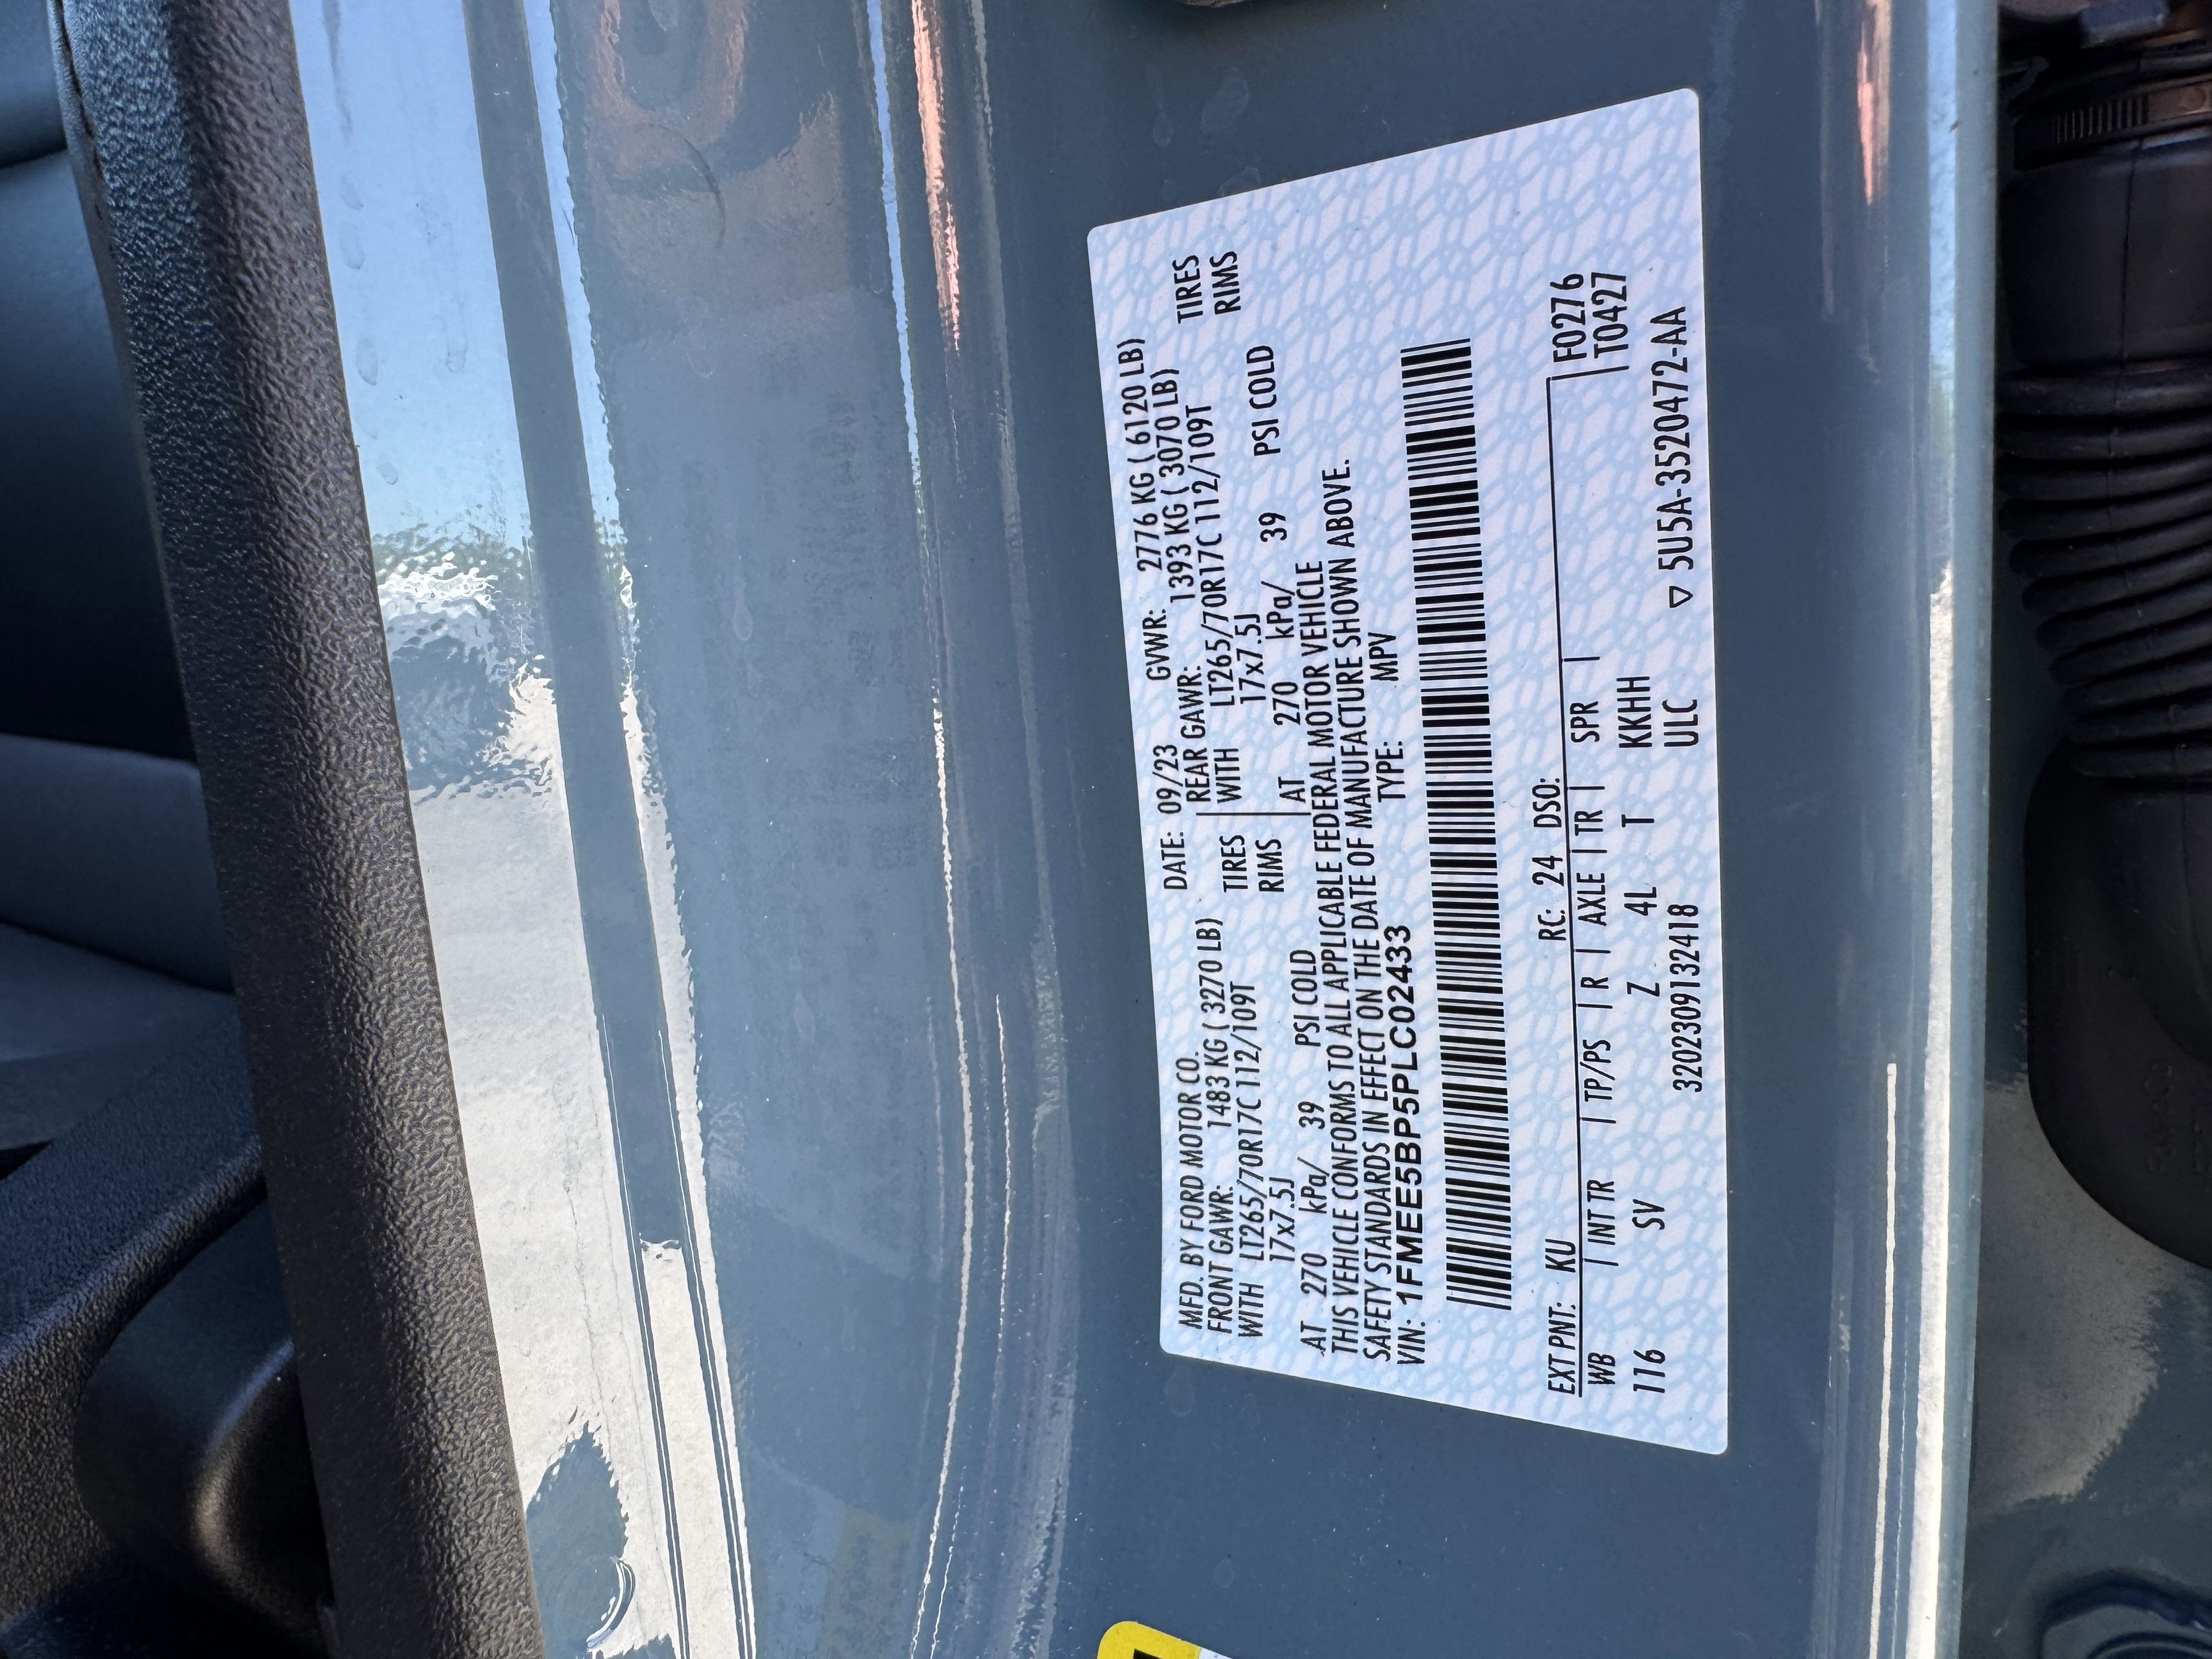 MFD. BY FORD MOTOR CO.
DATE: 09/23 GVWR: 2776 KG ( 6120 LB)
FRONT GAWR: 1483 KG ( 3270 LB) REAR GAWR: 1393 KG ( 3070 LB)
WITH LT265/70R17C 112/109T TIRES WITH LT265/70R17C 112/109T TIRES
17x7.5J RIMS 17x7.5J RIMS
AT 270 kPa/ 39 PSI COLD AT 270 kPa/ 39 PSI COLD
THIS VEHICLE CONFORMS TO ALL APPLICABLE FEDERAL MOTOR VEHICLE
SAFETY STANDARDS IN EFFECT ON THE DATE OF MANUFACTURE SHOWN ABOVE.
VIN: 1FMEE5BP5PLC02433 TYPE: MPV
EXT PNT: KU RC: 24 DSO: F0276
WB | INT TR | TP/PS | R | AXLE | TR | SPR | T0427
116 SV Z 4L T KKHH
3202309132418 ULC ▽ 5U5A-3520472-AA